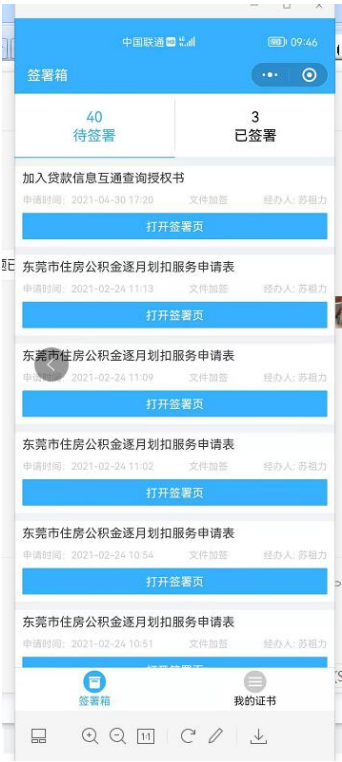 中国联通 HD 09:46
签署箱
40
待签署
3
已签署
加入贷款信息互通查询授权书
申请时间: 2021-04-30 17:20 文件加签 经办人: 苏祖力
打开签署页
东莞市住房公积金逐月划扣服务申请表
申请时间: 2021-02-24 11:13 文件加签 经办人: 苏祖力
打开签署页
东莞市住房公积金逐月划扣服务申请表
申请时间: 2021-02-24 11:09 文件加签 经办人: 苏祖力
打开签署页
东莞市住房公积金逐月划扣服务申请表
申请时间: 2021-02-24 11:02 文件加签 经办人: 苏祖力
打开签署页
东莞市住房公积金逐月划扣服务申请表
申请时间: 2021-02-24 10:54 文件加签 经办人: 苏祖力
打开签署页
东莞市住房公积金逐月划扣服务申请表
申请时间: 2021-02-24 10:51 文件加签 经办人: 苏祖力
打开签署页
签署箱
我的证书
1:1